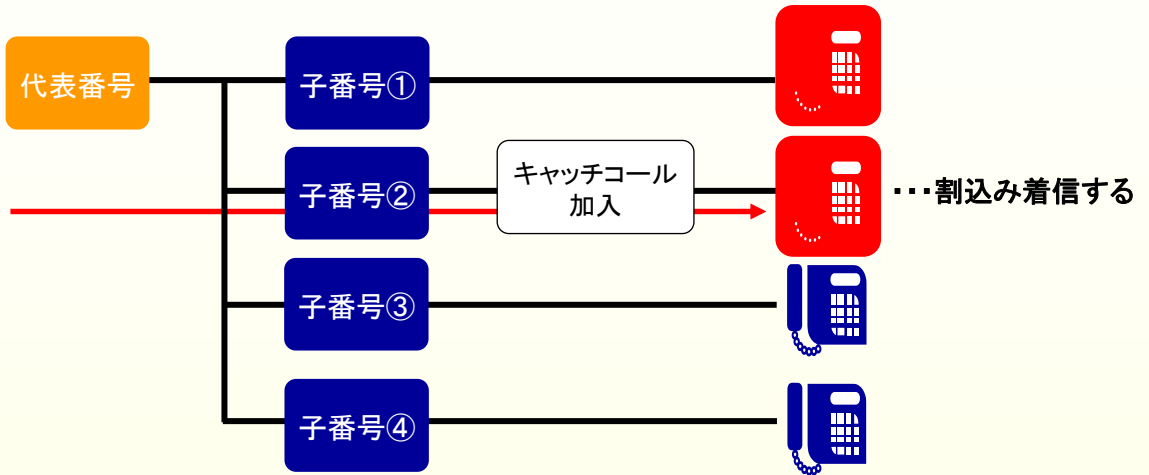 代表番号
子番号①
子番号②
キャッチコール
加入
･･･割込み着信する
子番号③
子番号④